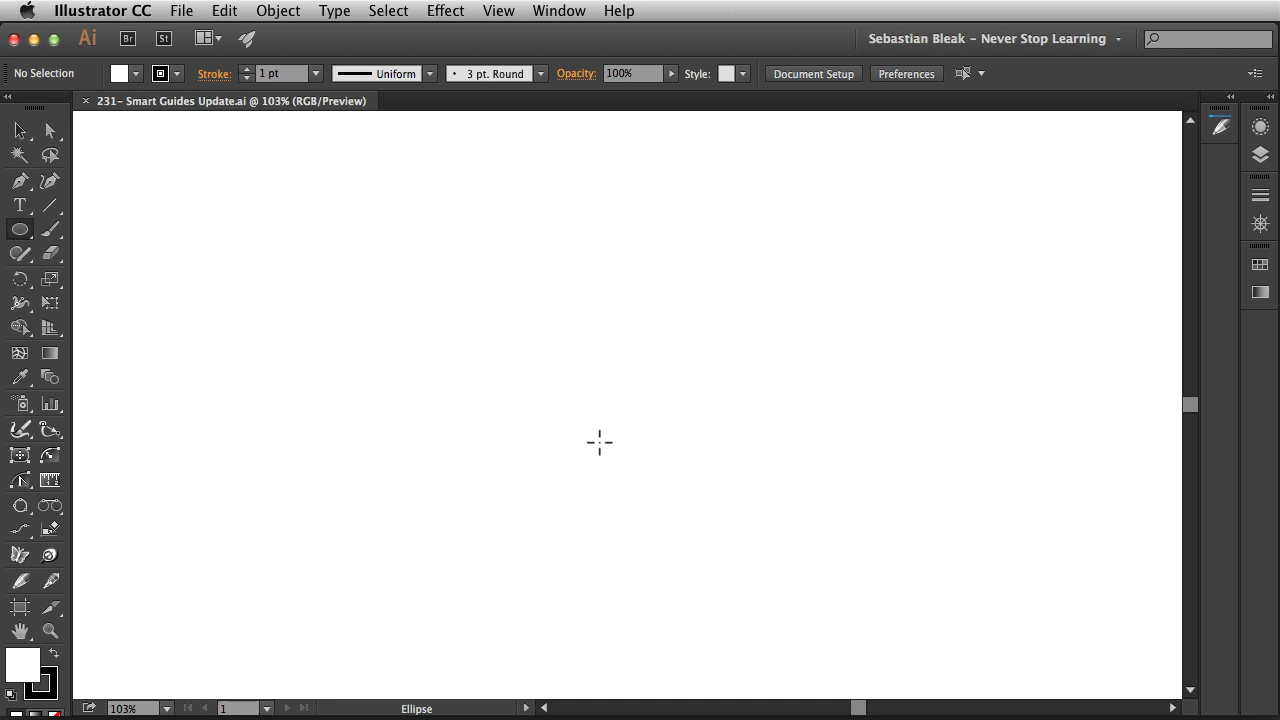 Illustrator CC File Edit Object Type Select Effect View Window Help
Ai Br St Sebastian Bleak - Never Stop Learning
No Selection Stroke: 1 pt Uniform 3 pt. Round Opacity: 100% Style: Document Setup Preferences
× 231- Smart Guides Update.ai @ 103% (RGB/Preview)
T
103% 1 Ellipse